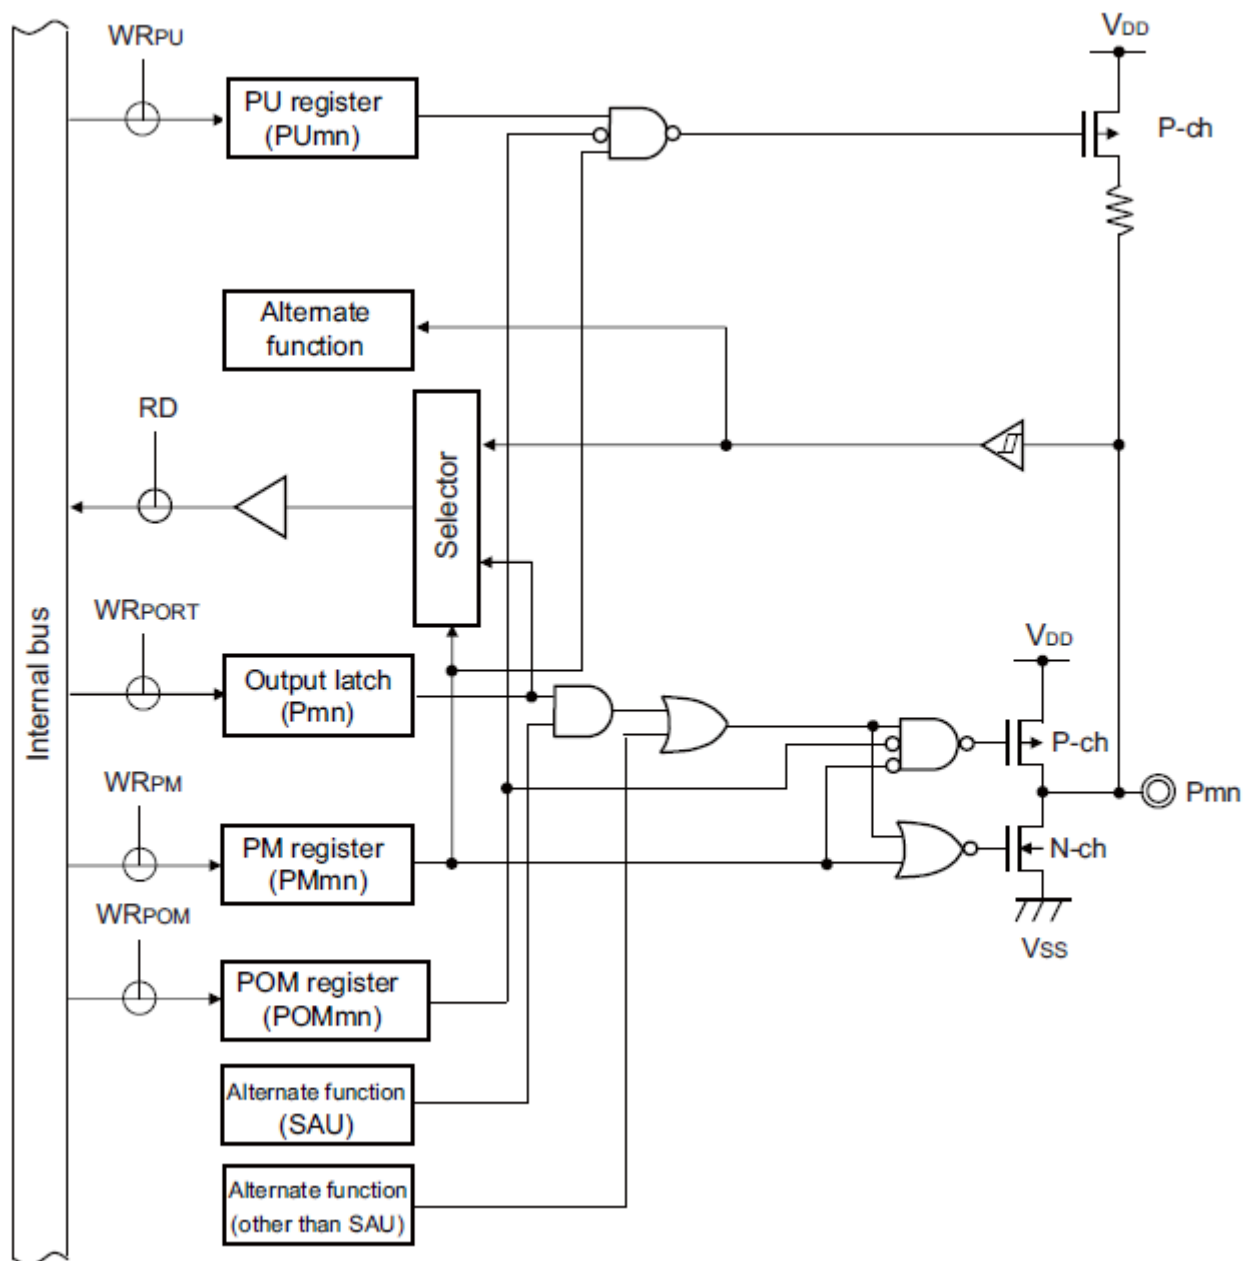 WRPU
VDD
PU register
(PUmn)
P-ch
Alternate
function
RD
Selector
WRPORT
Internal bus
Output latch
(Pmn)
VDD
P-ch
WRPM
Pmn
PM register
(PMmn)
N-ch
WRPOM
VSS
POM register
(POMmn)
Alternate function
(SAU)
Alternate function
(other than SAU)